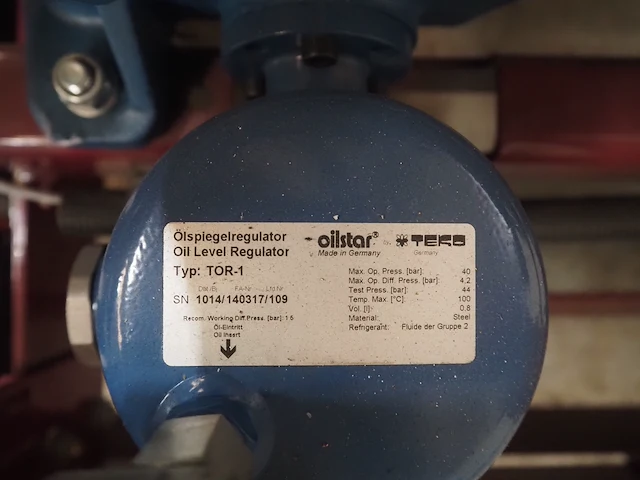 Ölspiegelregulator
Oil Level Regulator
Typ: TOR-1
SN 1014/140317/109
Recom. Working Diff.Press. [bar]: 1.5
Öl-Eintritt
Oil Insert
oilstar® by TEKO
Made in Germany Germany
Max. Op. Press. [bar]: 40
Max. Op. Diff. Press. [bar]: 4,2
Test Press. [bar]: 44
Temp. Max. [°C]: 100
Vol. [l]: 0.8
Material: Steel
Refrigerant: Fluide der Gruppe 2